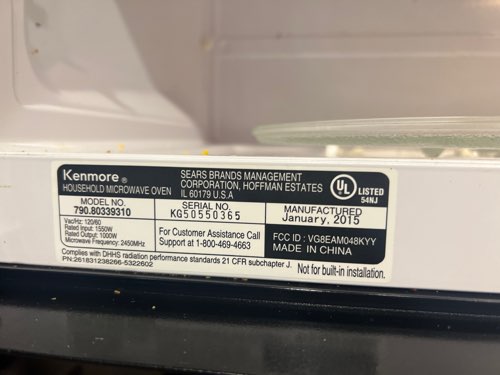 Kenmore®
HOUSEHOLD MICROWAVE OVEN
SEARS BRANDS MANAGEMENT
CORPORATION, HOFFMAN ESTATES
IL 60179 U.S.A
UL LISTED
54NJ
MODEL NO.
790.80339310
SERIAL NO.
KG50550365
MANUFACTURED
January, 2015
Vac/Hz: 120/60
Rated Input: 1550W
Rated Output: 1000W
Microwave Frequency: 2450MHz
For Customer Assistance Call
Support at 1-800-469-4663
FCC ID : VG8EAM048KYY
MADE IN CHINA
Complies with DHHS radiation performance standards 21 CFR subchapter J.
PN:261831238266-5322602
Not for built-in installation.